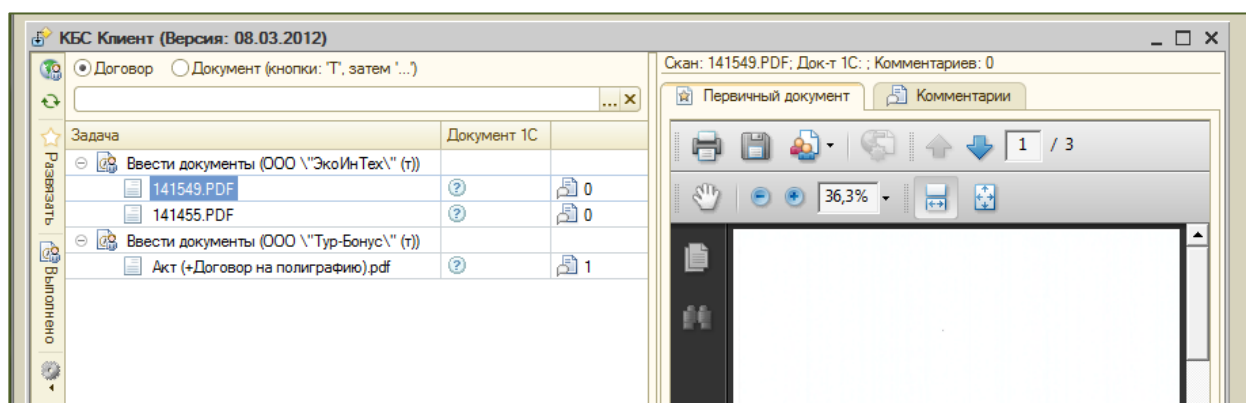 КБС Клиент (Версия: 08.03.2012)
Договор Документ (кнопки: 'Т', затем '...')
...
Задача Документ 1С
Ввести документы (ООО \"ЭкоИнТех\" (т))
141549.PDF 0
141455.PDF 0
Ввести документы (ООО \"Тур-Бонус\" (т))
Акт (+Договор на полиграфию).pdf 1
Развязать
Выполнено
Скан: 141549.PDF; Док-т 1С: ; Комментариев: 0
Первичный документ Комментарии
1 / 3
36,3%